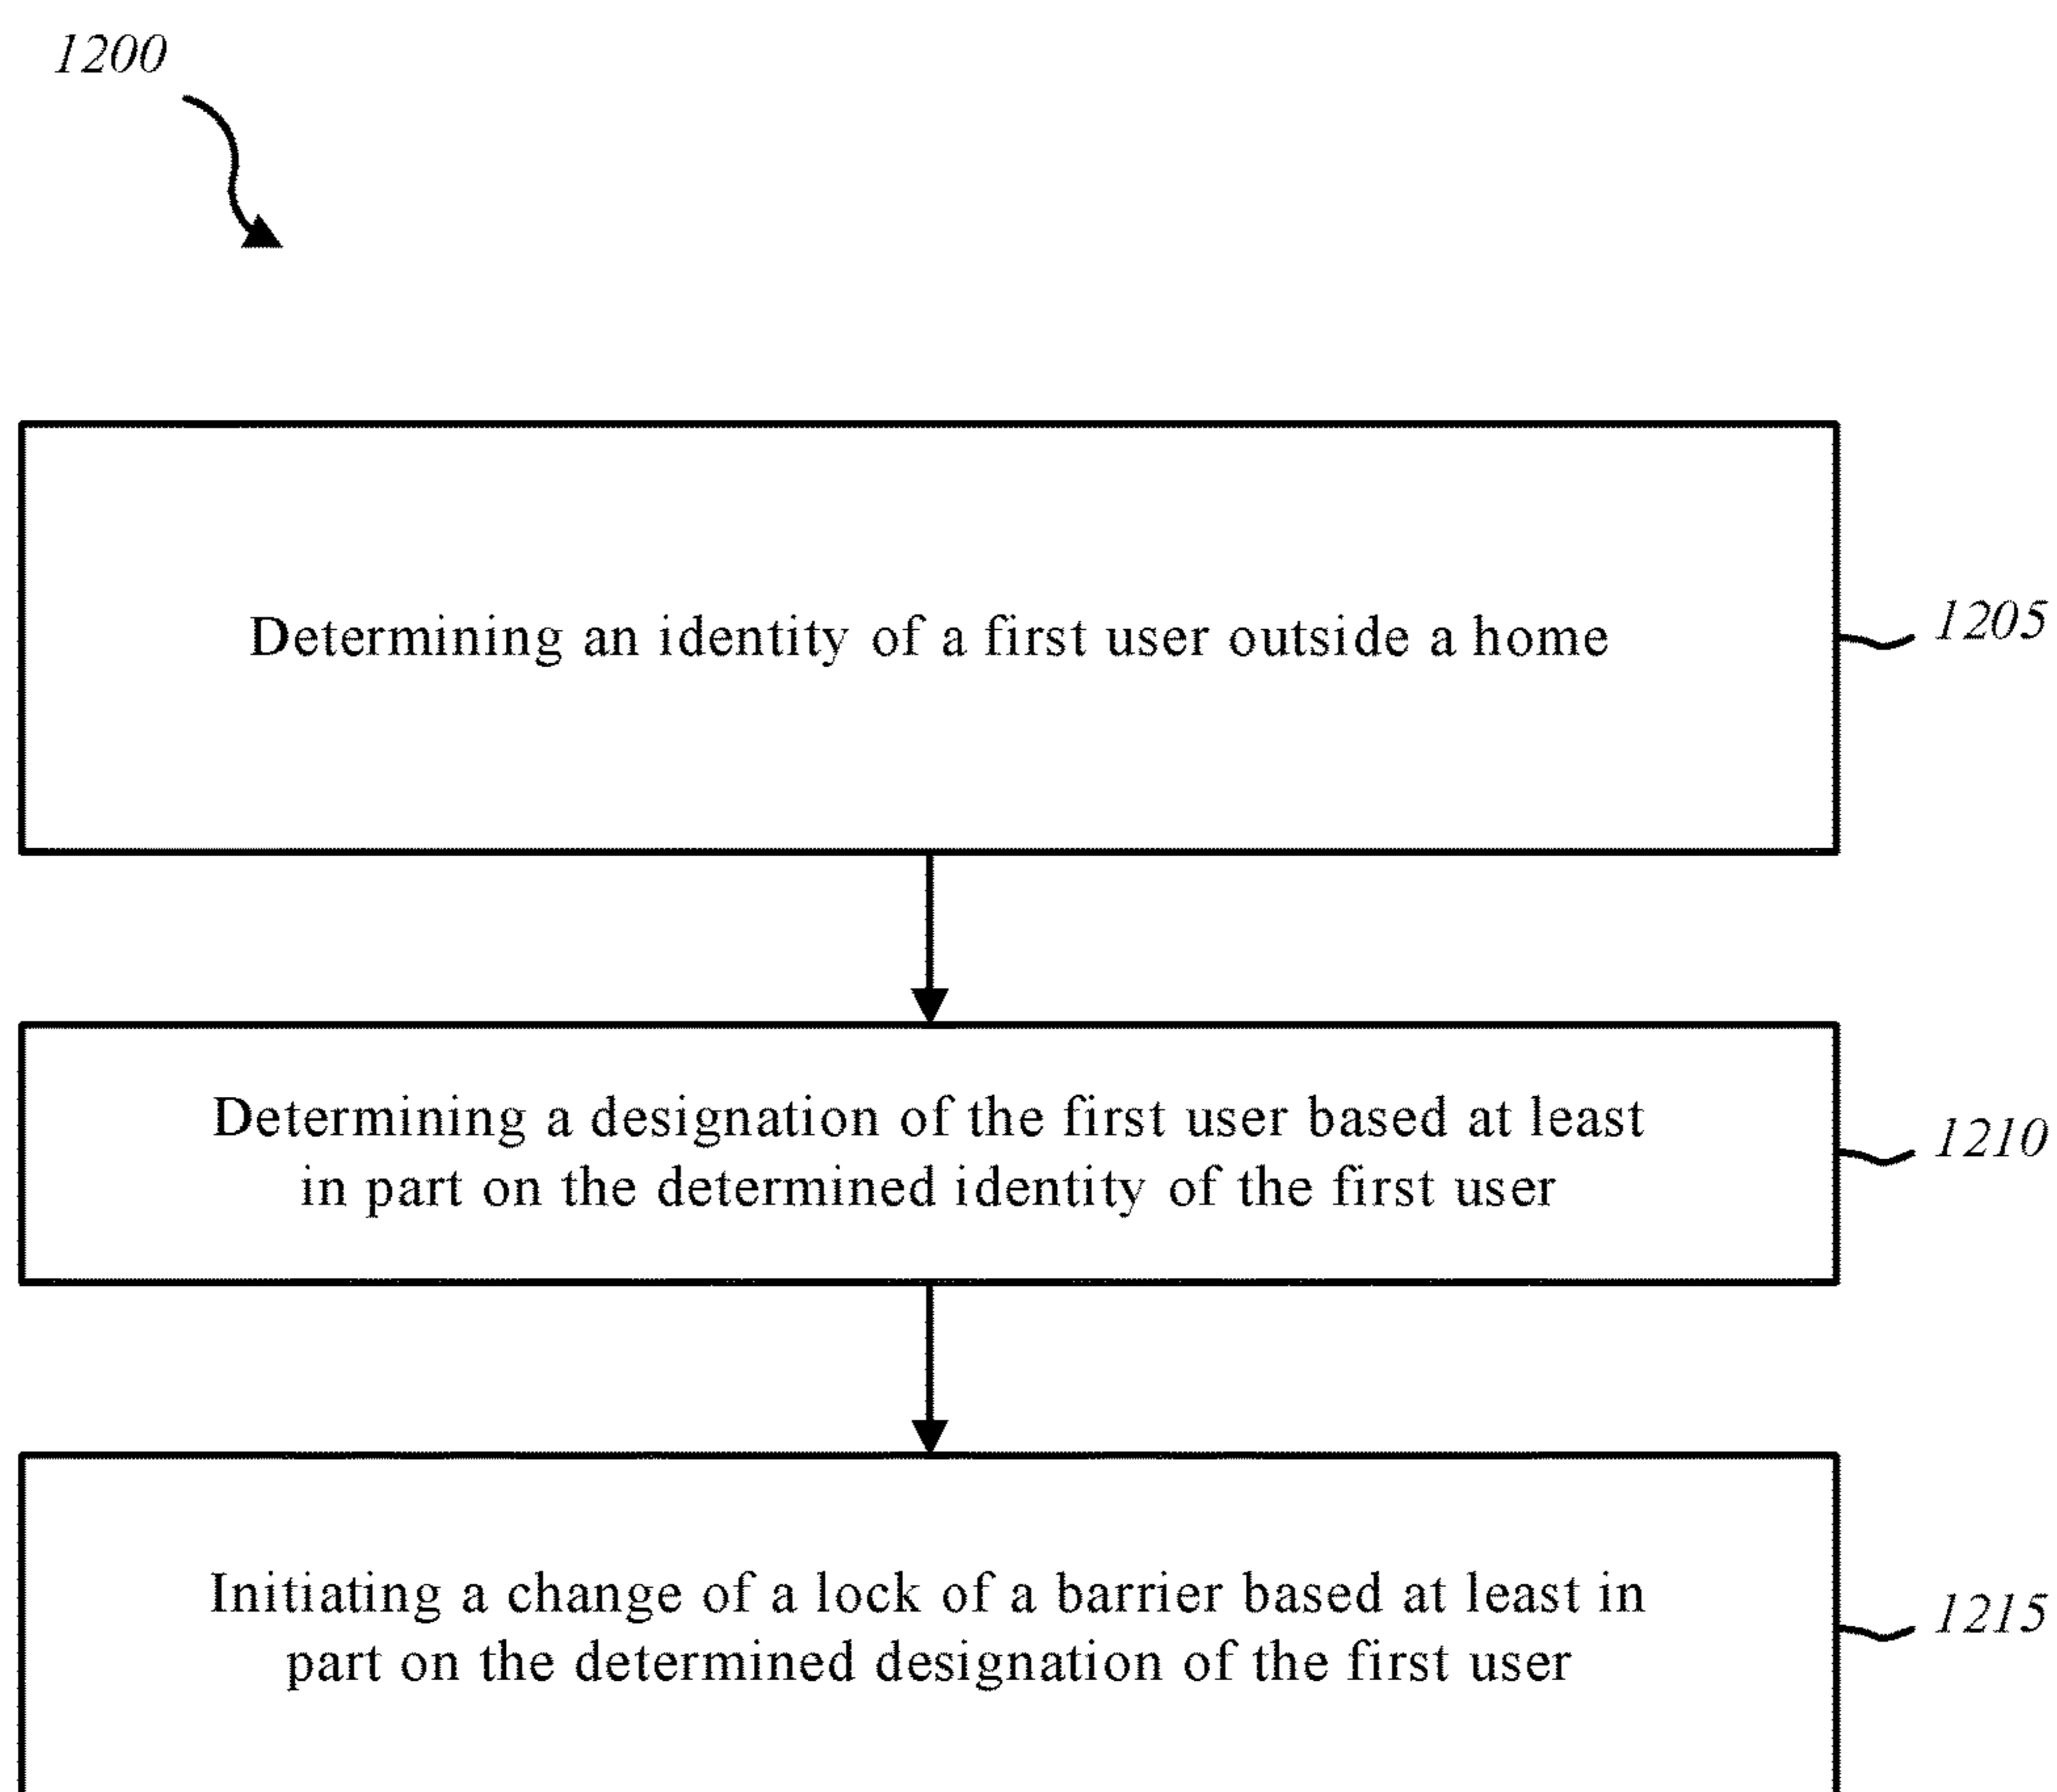 1200
Determining an identity of a first user outside a home
1205
Determining a designation of the first user based at least
in part on the determined identity of the first user
1210
Initiating a change of a lock of a barrier based at least in
part on the determined designation of the first user
1215